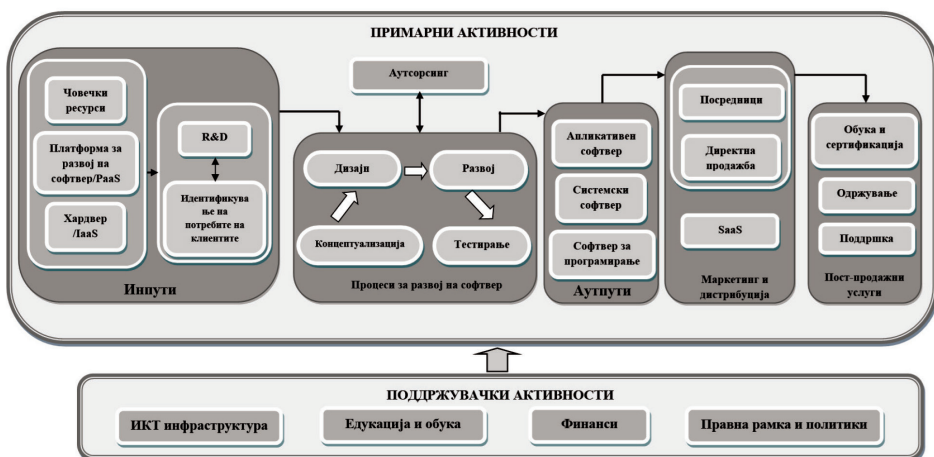 ПРИМАРНИ АКТИВНОСТИ
Човечки
ресурси
Платформа за
развој на
софтвер/PaaS
Хардвер
/IaaS
R&D
Идентификува
ње на
потребите на
клиентите
Инпути
Аутсорсинг
Дизајн
Развој
Концептуализација
Тестирање
Процеси за развој на софтвер
Апликативен
софтвер
Системски
софтвер
Софтвер за
програмирање
Аутпути
Посредници
Директна
продажба
SaaS
Маркетинг и
дистрибуција
Обука и
сертификација
Одржување
Поддршка
Пост-продажни
услуги
ПОДДРЖУВАЧКИ АКТИВНОСТИ
ИКТ инфраструктура
Едукација и обука
Финанси
Правна рамка и политики